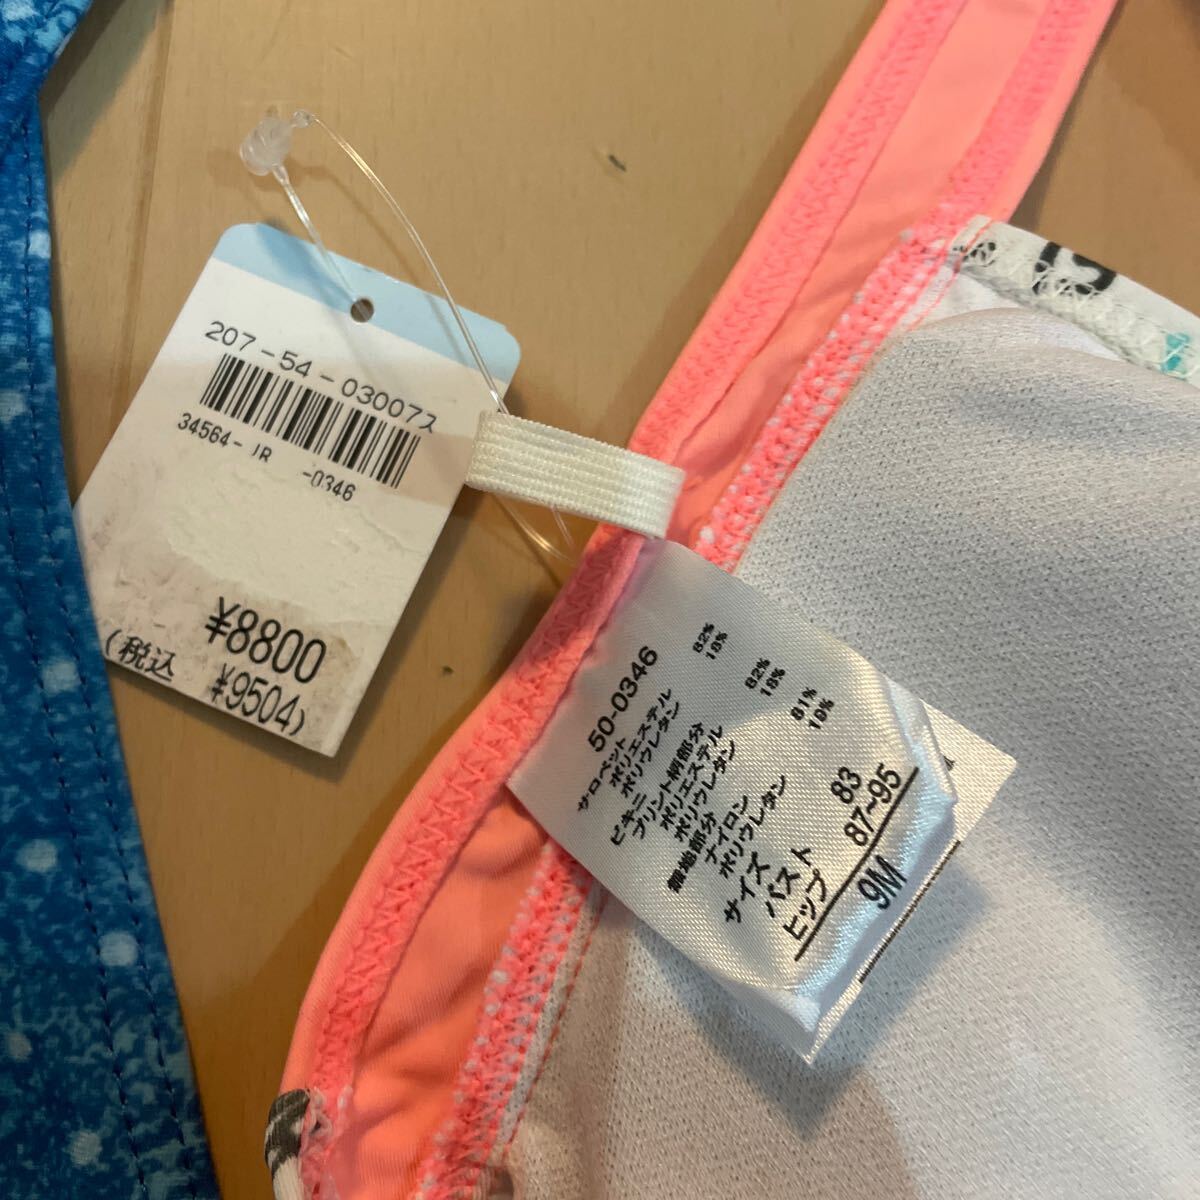 207-54-03007ス
34564- JR -0346
¥8800
(税込 ¥9504)
50-0346
サロペット
ポリエステル 82%
ポリウレタン 18%
ビキニ
プリント柄部分
ポリエステル 82%
ポリウレタン 18%
無地部分
ナイロン 81%
ポリウレタン 19%
サイズ
バスト 83
ヒップ 87~95
9M